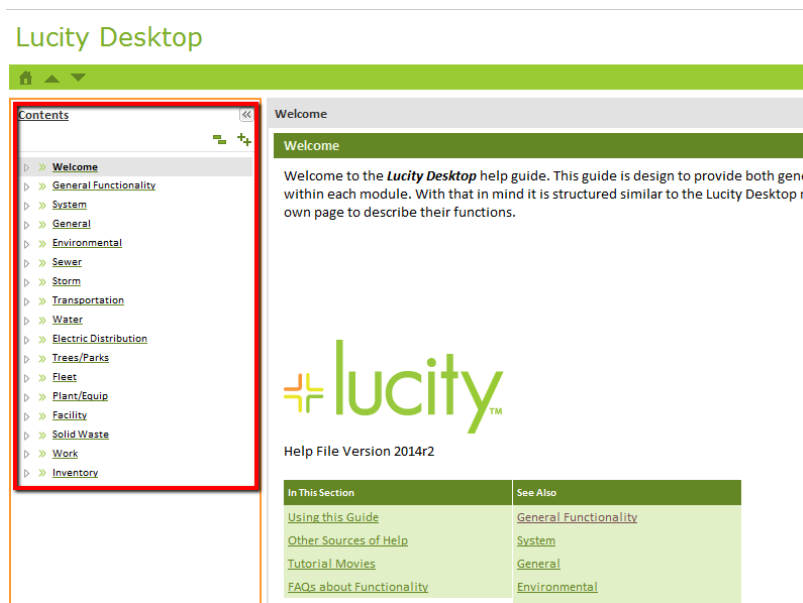 Lucity Desktop
Contents
Welcome
General Functionality
System
General
Environmental
Sewer
Storm
Transportation
Water
Electric Distribution
Trees/Parks
Fleet
Plant/Equip
Facility
Solid Waste
Work
Inventory
Welcome
Welcome
Welcome to the Lucity Desktop help guide. This guide is design to provide both gen
within each module. With that in mind it is structured similar to the Lucity Desktop
own page to describe their functions.
lucity™
Help File Version 2014r2
In This Section See Also
Using this Guide General Functionality
Other Sources of Help System
Tutorial Movies General
FAQs about Functionality Environmental